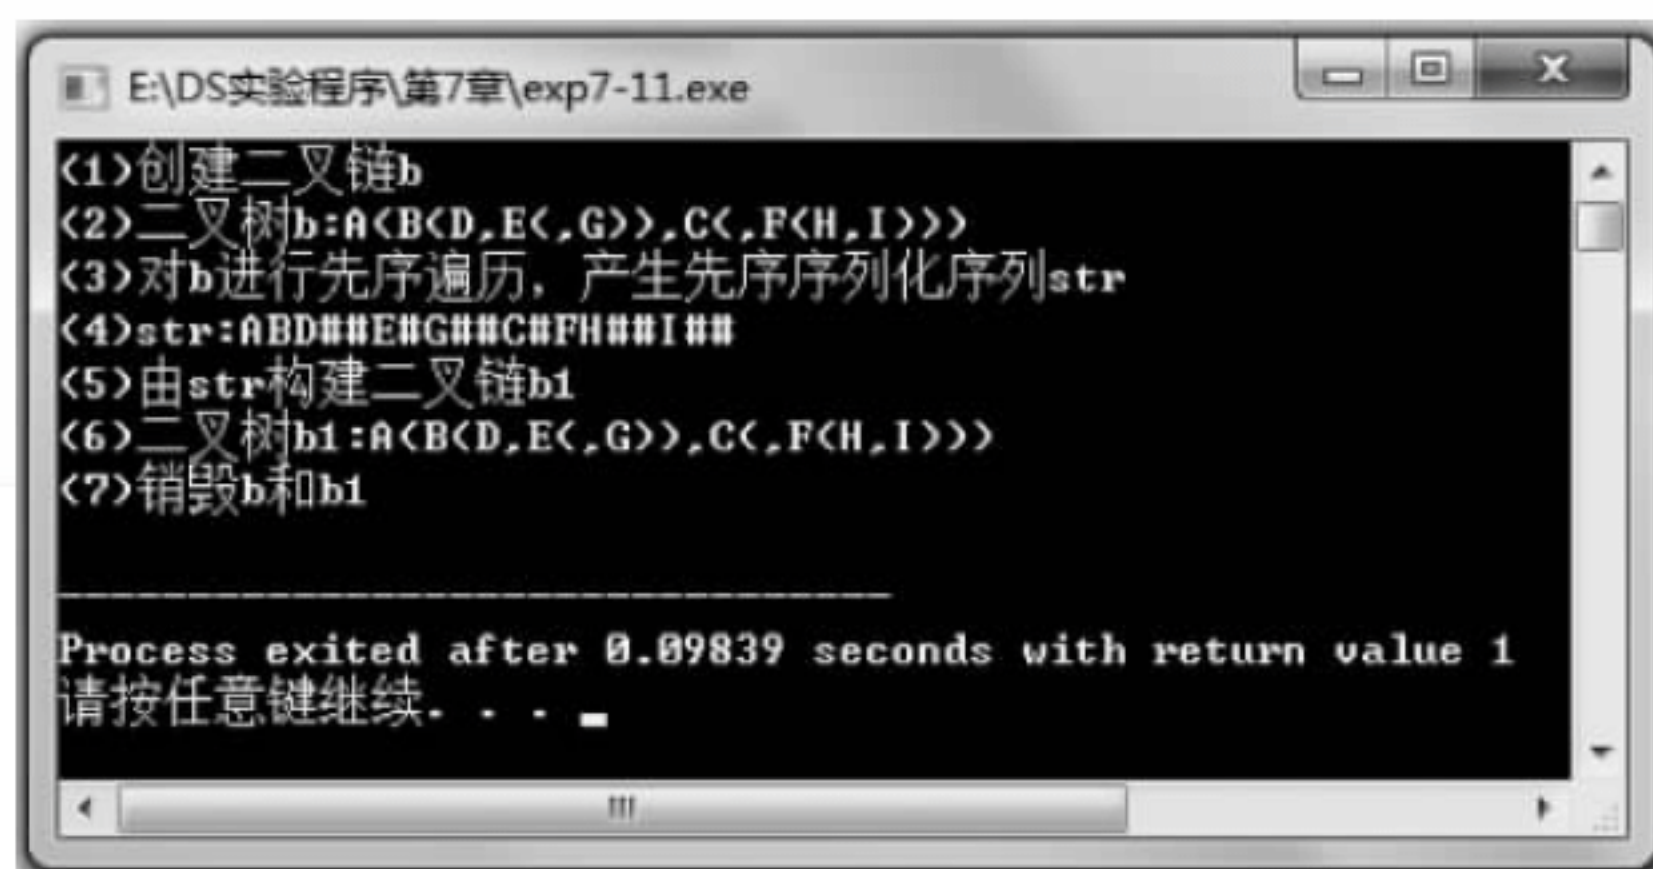 E:\DS实验程序\第7章\exp7-11.exe
(1)创建二叉链b
(2)二叉树b:A(B(D,E(,G)),C(,F(H,I)))
(3)对b进行先序遍历，产生先序序列化序列str
(4)str:ABD##E#G##C#FH##I##
(5)由str构建二叉链b1
(6)二叉树b1:A(B(D,E(,G)),C(,F(H,I)))
(7)销毁b和b1
--------------------------------
Process exited after 0.09839 seconds with return value 1
请按任意键继续. . .